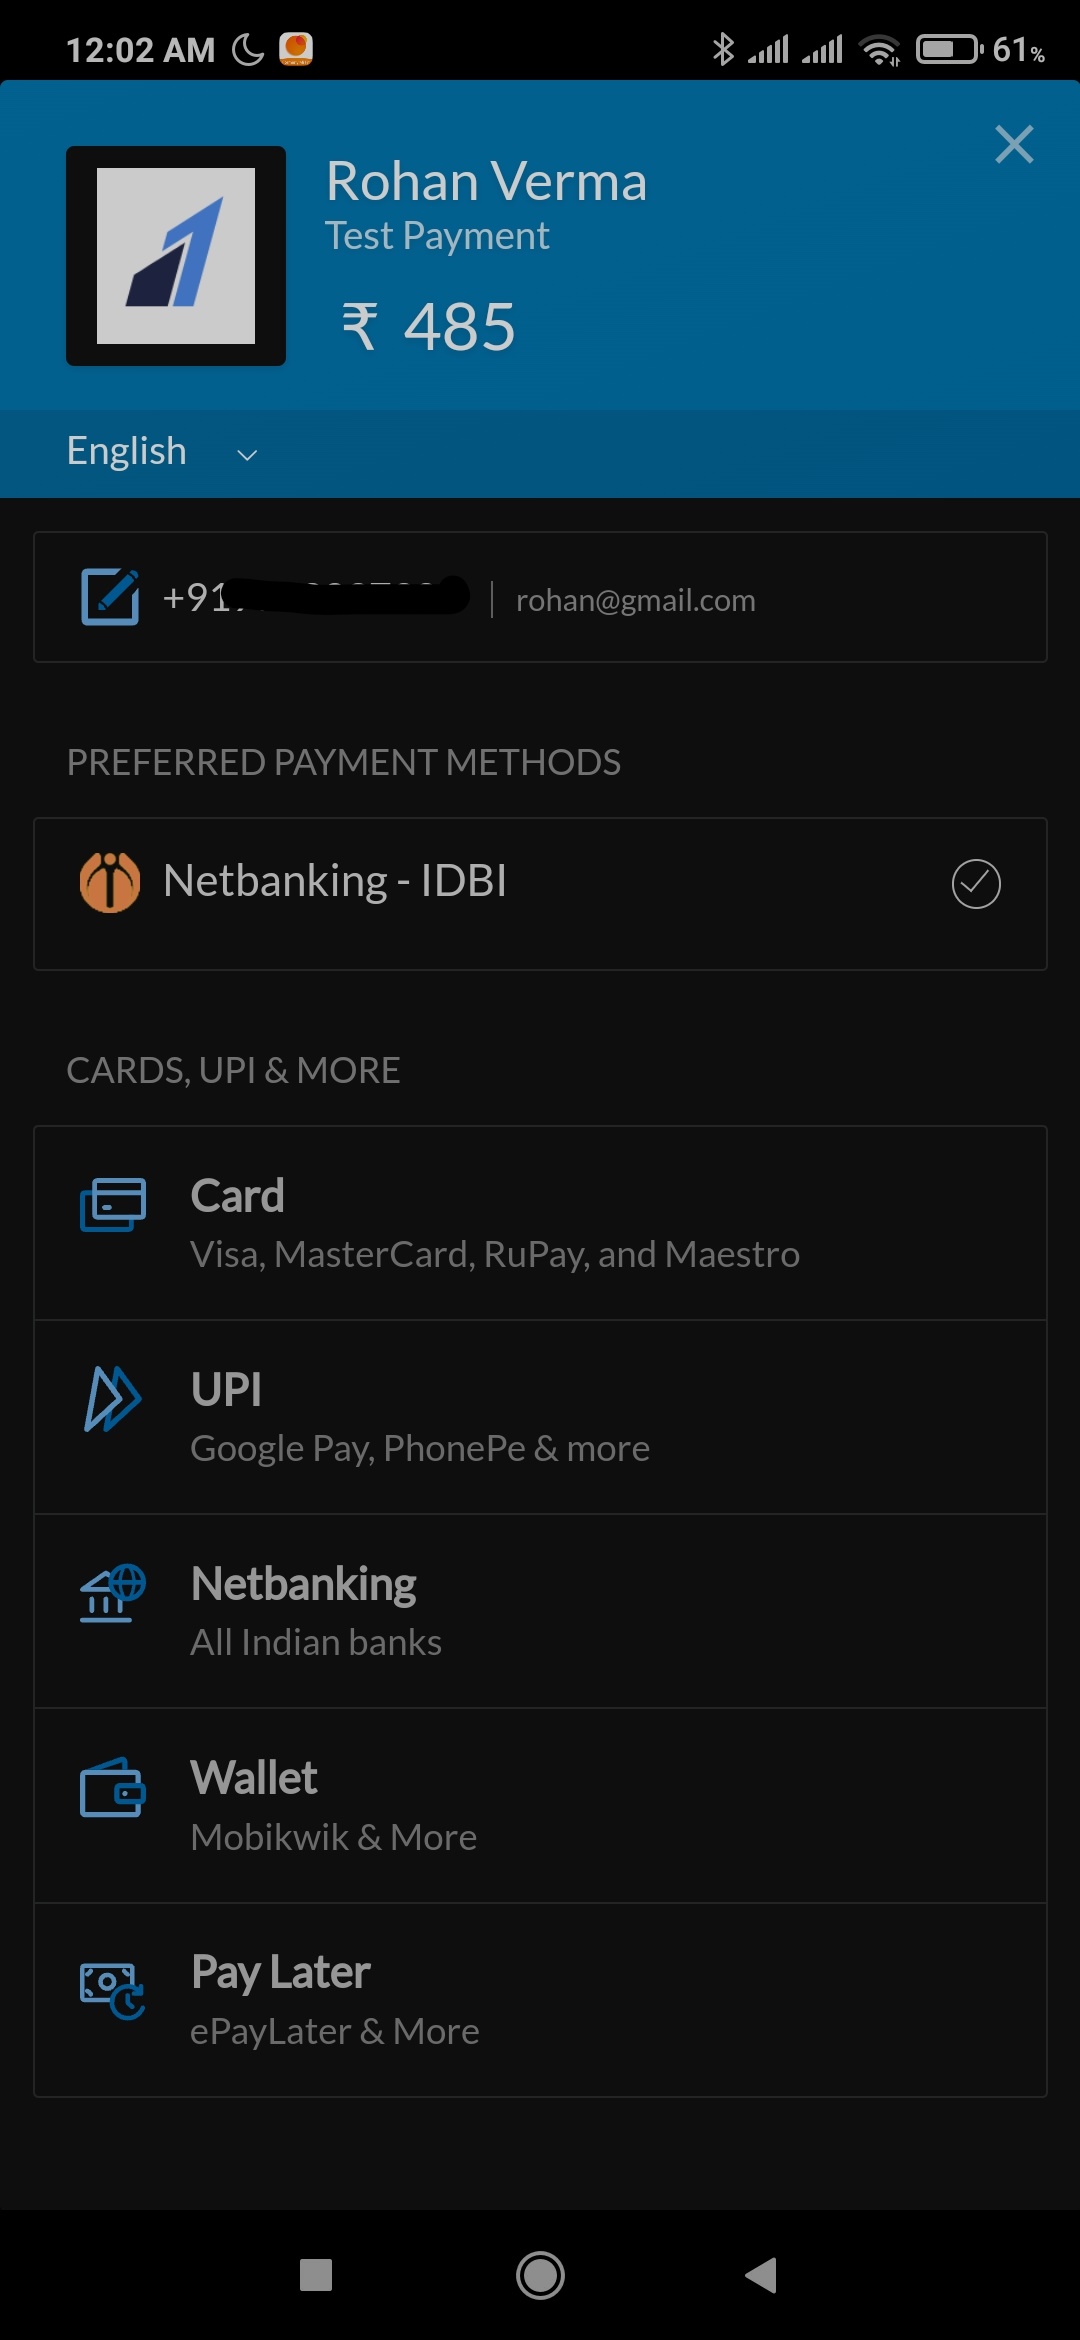 12:02 AM 61%
Rohan Verma
Test Payment
₹ 485
English
+91 | rohan@gmail.com
PREFERRED PAYMENT METHODS
Netbanking - IDBI
CARDS, UPI & MORE
Card
Visa, MasterCard, RuPay, and Maestro
UPI
Google Pay, PhonePe & more
Netbanking
All Indian banks
Wallet
Mobikwik & More
Pay Later
ePayLater & More